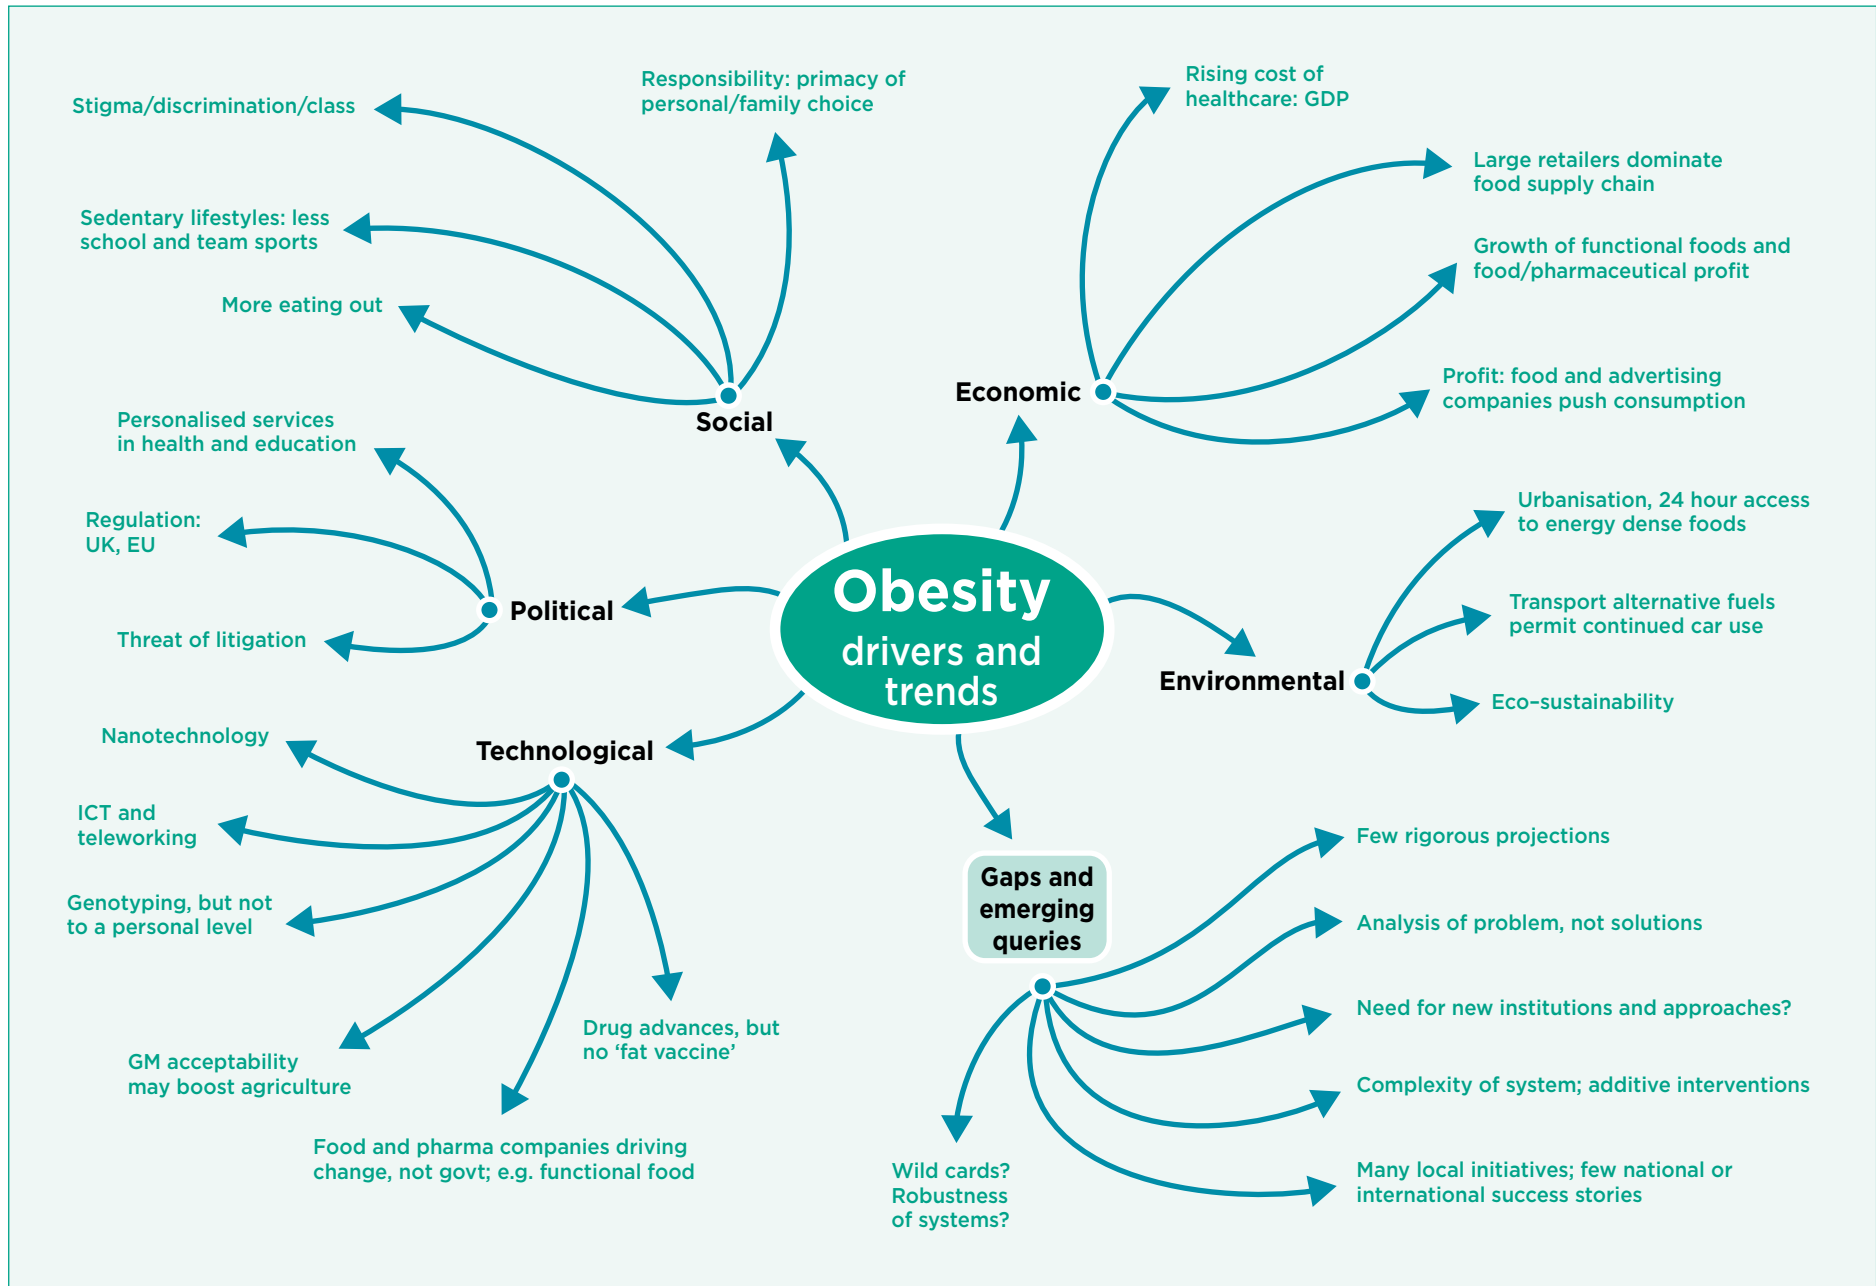 Obesity
drivers and
trends
Social
Stigma/discrimination/class
Responsibility: primacy of
personal/family choice
Sedentary lifestyles: less
school and team sports
More eating out
Economic
Rising cost of
healthcare: GDP
Large retailers dominate
food supply chain
Growth of functional foods and
food/pharmaceutical profit
Profit: food and advertising
companies push consumption
Political
Personalised services
in health and education
Regulation:
UK, EU
Threat of litigation
Environmental
Urbanisation, 24 hour access
to energy dense foods
Transport alternative fuels
permit continued car use
Eco–sustainability
Technological
Nanotechnology
ICT and
teleworking
Genotyping, but not
to a personal level
GM acceptability
may boost agriculture
Food and pharma companies driving
change, not govt; e.g. functional food
Drug advances, but
no ‘fat vaccine’
Gaps and
emerging
queries
Few rigorous projections
Analysis of problem, not solutions
Need for new institutions and approaches?
Complexity of system; additive interventions
Many local initiatives; few national or
international success stories
Wild cards?
Robustness
of systems?